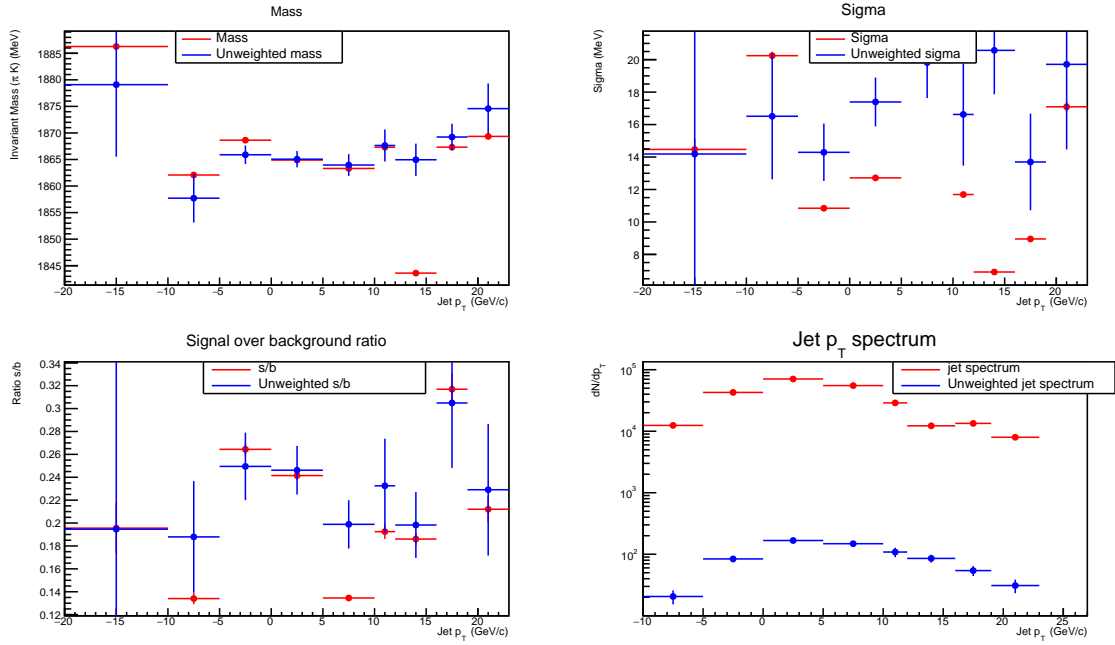 Mass
Invariant Mass (π K) (MeV)
Mass
Unweighted mass
1885
1880
1875
1870
1865
1860
1855
1850
1845
−20 −15 −10 −5 0 5 10 15 20
Jet p_T (GeV/c)
Sigma
Sigma (MeV)
Sigma
Unweighted sigma
20
18
16
14
12
10
8
−20 −15 −10 −5 0 5 10 15 20
Jet p_T (GeV/c)
Signal over background ratio
Ratio s/b
s/b
Unweighted s/b
0.34
0.32
0.3
0.28
0.26
0.24
0.22
0.2
0.18
0.16
0.14
0.12
−20 −15 −10 −5 0 5 10 15 20
Jet p_T (GeV/c)
Jet p_T spectrum
dN/dp_T
jet spectrum
Unweighted jet spectrum
10^5
10^4
10^3
10^2
−10 −5 0 5 10 15 20 25
Jet p_T (GeV/c)